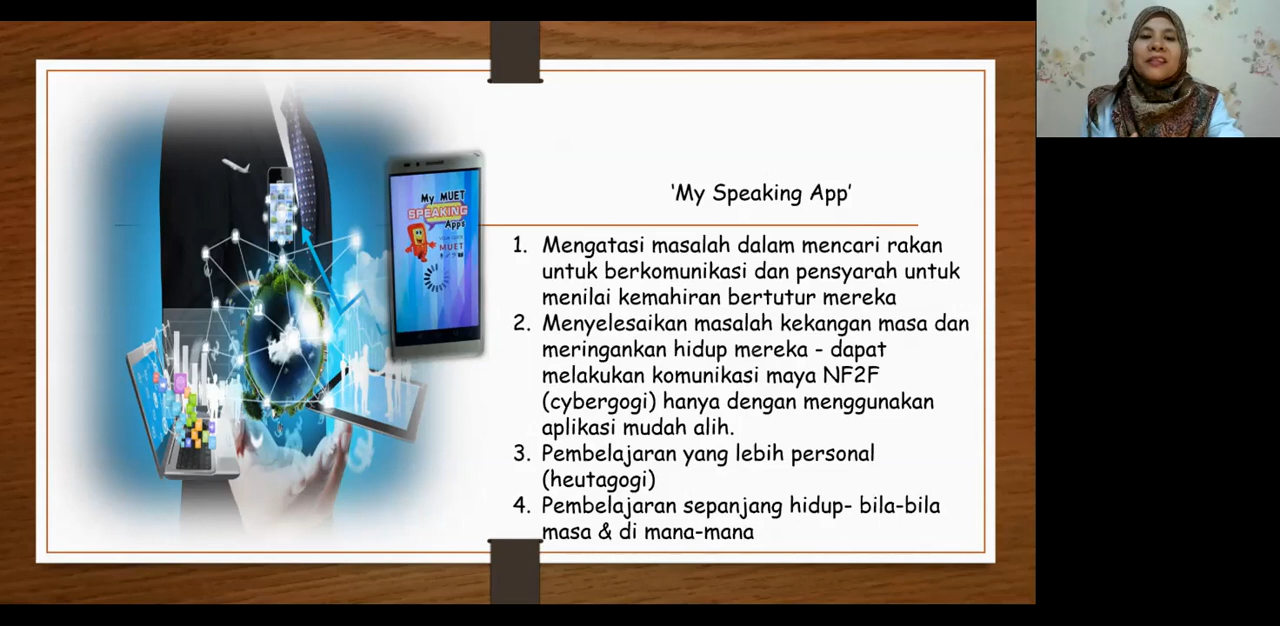 'My Speaking App'
1. Mengatasi masalah dalam mencari rakan
untuk berkomunikasi dan pensyarah untuk
menilai kemahiran bertutur mereka
2. Menyelesaikan masalah kekangan masa dan
meringankan hidup mereka - dapat
melakukan komunikasi maya NF2F
(cybergogi) hanya dengan menggunakan
aplikasi mudah alih.
3. Pembelajaran yang lebih personal
(heutagogi)
4. Pembelajaran sepanjang hidup- bila-bila
masa & di mana-mana
My MUET
SPEAKING
Apps
MUET